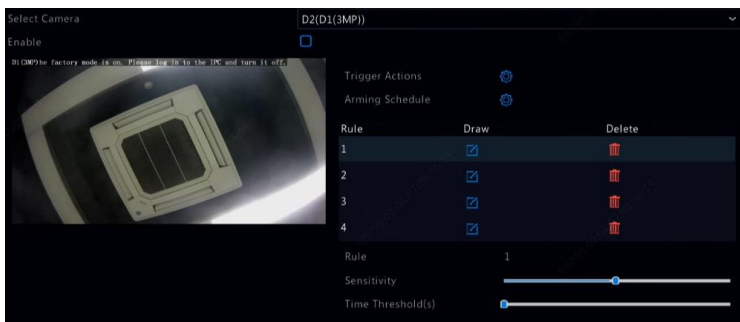 Select Camera D2(D1(3MP))
Enable
D1(3MP)he factory mode is on. Please log in to the IPC and turn it off.
Trigger Actions
Arming Schedule
Rule Draw Delete
1
2
3
4
Rule 1
Sensitivity
Time Threshold(s)